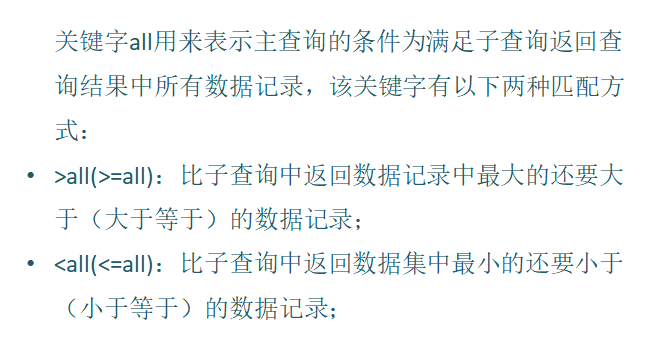 关键字all用来表示主查询的条件为满足子查询返回查
询结果中所有数据记录，该关键字有以下两种匹配方
式：
• >all(>=all)：比子查询中返回数据记录中最大的还要大
于（大于等于）的数据记录；
• <all(<=all)：比子查询中返回数据集中最小的还要小于
（小于等于）的数据记录；